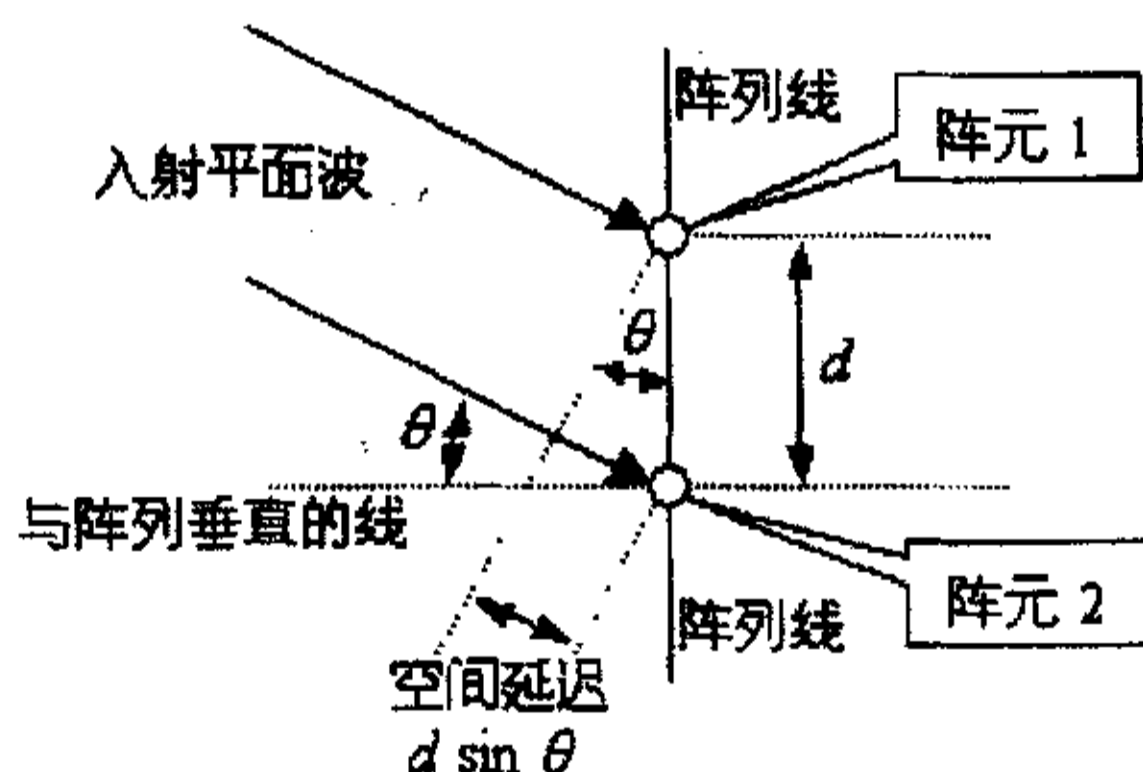 阵列线
阵元 1
入射平面波
θ
d
θ
与阵列垂直的线
阵元 2
阵列线
空间延迟
d sin θ